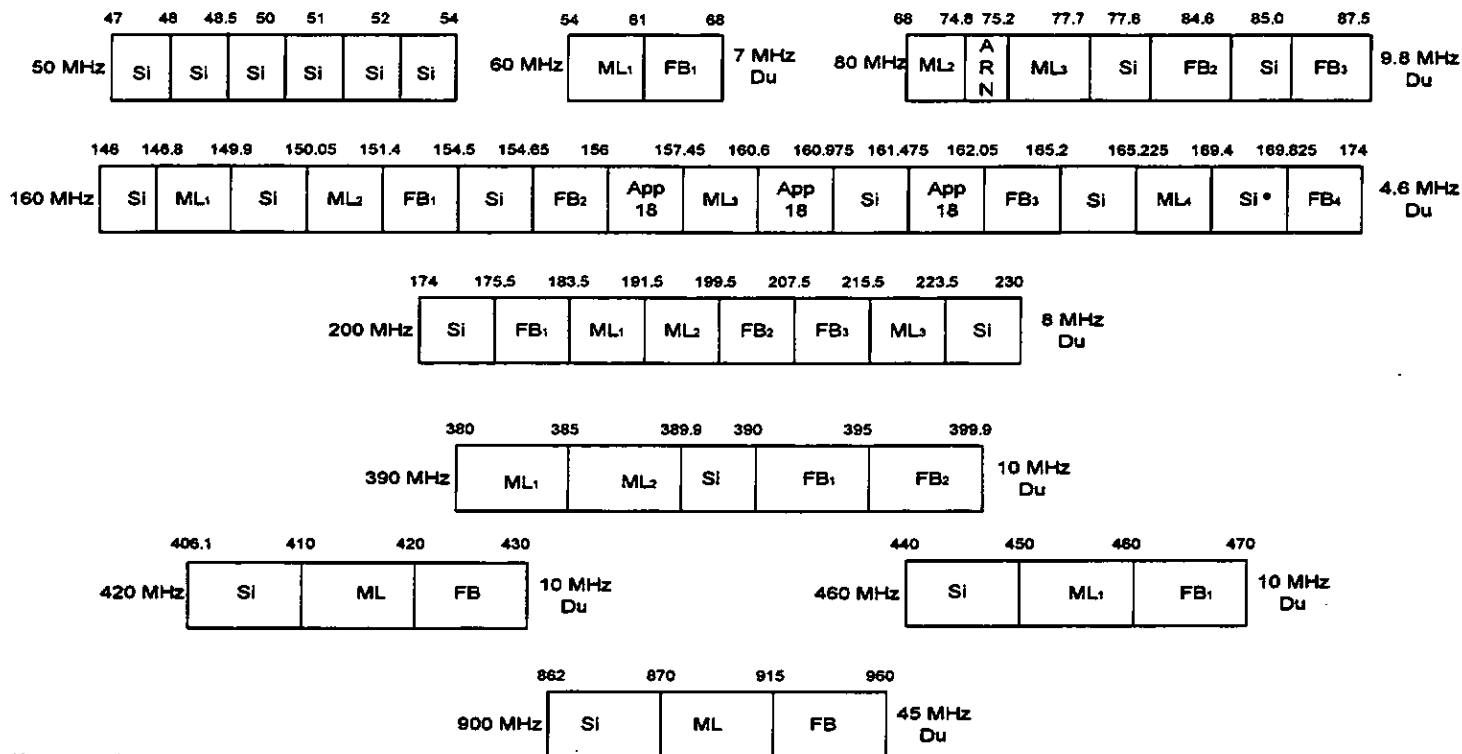 47 48 48.5 50 51 52 54
50 MHz Si Si Si Si Si Si
54 61 68
60 MHz ML1 FB1 7 MHz Du
68 74.8 75.2 77.7 77.8 84.6 85.0 87.5
80 MHz ML2 ARN ML3 Si FB2 Si FB3 9.8 MHz Du
146 146.8 149.9 150.05 151.4 154.5 154.65 156 157.45 160.6 160.975 161.475 162.05 165.2 165.225 169.4 169.825 174
160 MHz Si ML1 Si ML2 FB1 Si FB2 App 18 ML3 App 18 Si App 18 FB3 Si ML4 Si• FB4 4.6 MHz Du
174 175.5 183.5 191.5 199.5 207.5 215.5 223.5 230
200 MHz Si FB1 ML1 ML2 FB2 FB3 ML3 Si 8 MHz Du
380 385 389.9 390 395 399.9
390 MHz ML1 ML2 Si FB1 FB2 10 MHz Du
406.1 410 420 430
420 MHz Si ML FB 10 MHz Du
440 450 460 470
460 MHz Si ML1 FB1 10 MHz Du
862 870 915 960
900 MHz Si ML FB 45 MHz Du